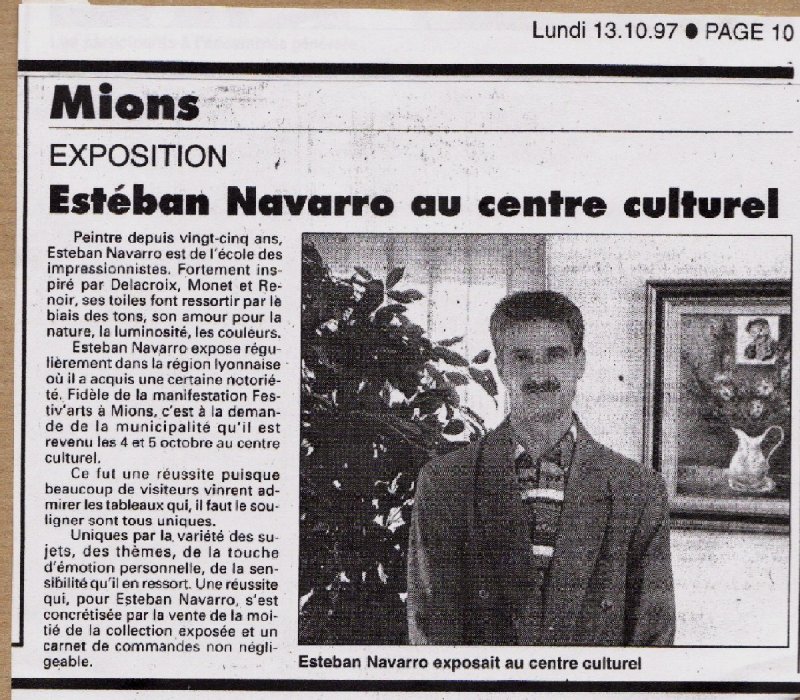 Lundi 13.10.97 ● PAGE 10
Mions
EXPOSITION
Estéban Navarro au centre culturel
Peintre depuis vingt-cinq ans,
Esteban Navarro est de l'école des
impressionnistes. Fortement ins-
piré par Delacroix, Monet et Re-
noir, ses toiles font ressortir par le
biais des tons, son amour pour la
nature, la luminosité, les couleurs.
Esteban Navarro expose régu-
lièrement dans la région lyonnaise
où il a acquis une certaine notorié-
té. Fidèle de la manifestation Fes-
tiv'arts à Mions, c'est à la deman-
de de la municipalité qu'il est
revenu les 4 et 5 octobre au centre
culturel.
Ce fut une réussite puisque
beaucoup de visiteurs vinrent ad-
mirer les tableaux qui, il faut le sou-
ligner sont tous uniques.
Uniques par la variété des su-
jets, des thèmes, de la touche
d'émotion personnelle, de la sen-
sibilité qu'il en ressort. Une réussite
qui, pour Esteban Navarro, s'est
concrétisée par la vente de la moi-
tié de la collection exposée et un
carnet de commandes non négli-
geable.
Esteban Navarro exposait au centre culturel